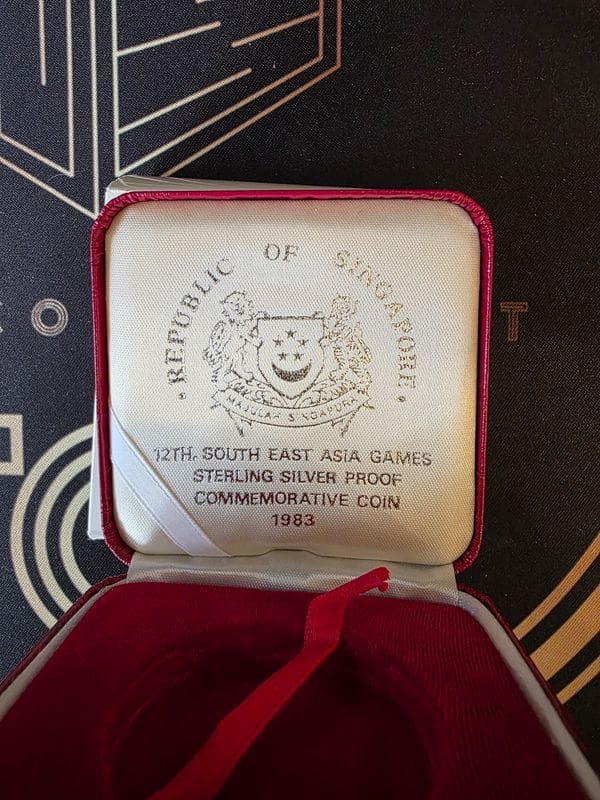 REPUBLIC OF SINGAPORE
MAJULAH SINGAPURA
12TH. SOUTH EAST ASIA GAMES
STERLING SILVER PROOF
COMMEMORATIVE COIN
1983
O
T